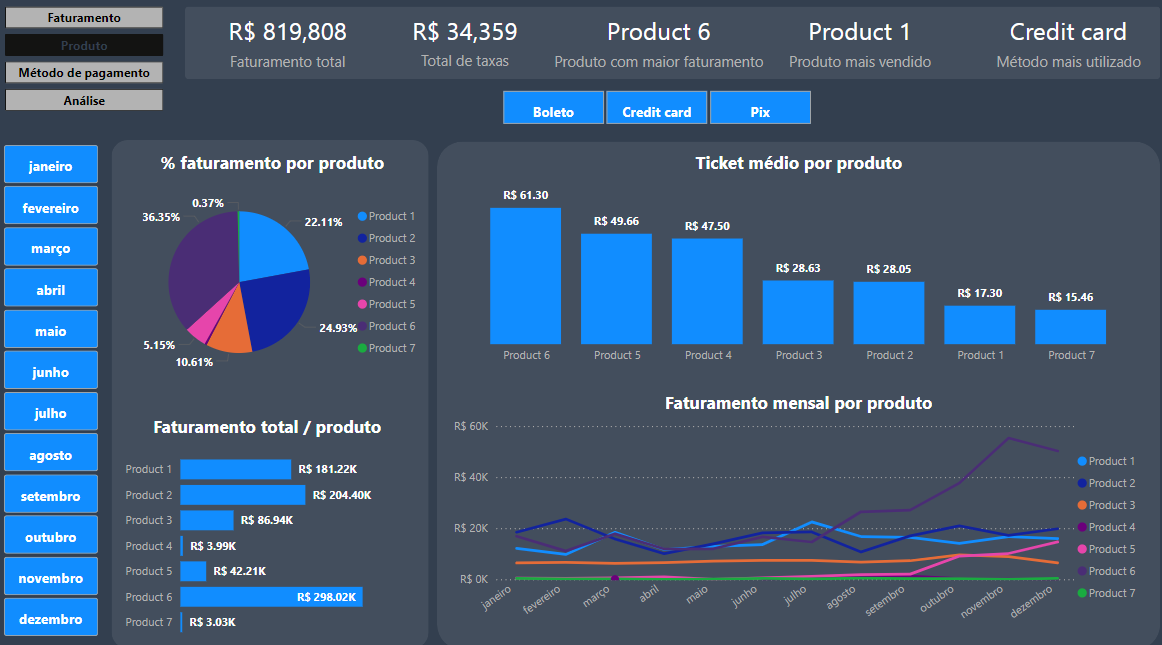 Faturamento
Produto
Método de pagamento
Análise
R$ 819,808
Faturamento total
R$ 34,359
Total de taxas
Product 6
Produto com maior faturamento
Product 1
Produto mais vendido
Credit card
Método mais utilizado
Boleto
Credit card
Pix
janeiro
fevereiro
março
abril
maio
junho
julho
agosto
setembro
outubro
novembro
dezembro
% faturamento por produto
0.37%
36.35%
22.11%
24.93%
5.15%
10.61%
Product 1
Product 2
Product 3
Product 4
Product 5
Product 6
Product 7
Faturamento total / produto
Product 1 R$ 181.22K
Product 2 R$ 204.40K
Product 3 R$ 86.94K
Product 4 R$ 3.99K
Product 5 R$ 42.21K
Product 6 R$ 298.02K
Product 7 R$ 3.03K
Ticket médio por produto
R$ 61.30
R$ 49.66
R$ 47.50
R$ 28.63
R$ 28.05
R$ 17.30
R$ 15.46
Product 6
Product 5
Product 4
Product 3
Product 2
Product 1
Product 7
Faturamento mensal por produto
R$ 60K
R$ 40K
R$ 20K
R$ 0K
janeiro
fevereiro
março
abril
maio
junho
julho
agosto
setembro
outubro
novembro
dezembro
Product 1
Product 2
Product 3
Product 4
Product 5
Product 6
Product 7